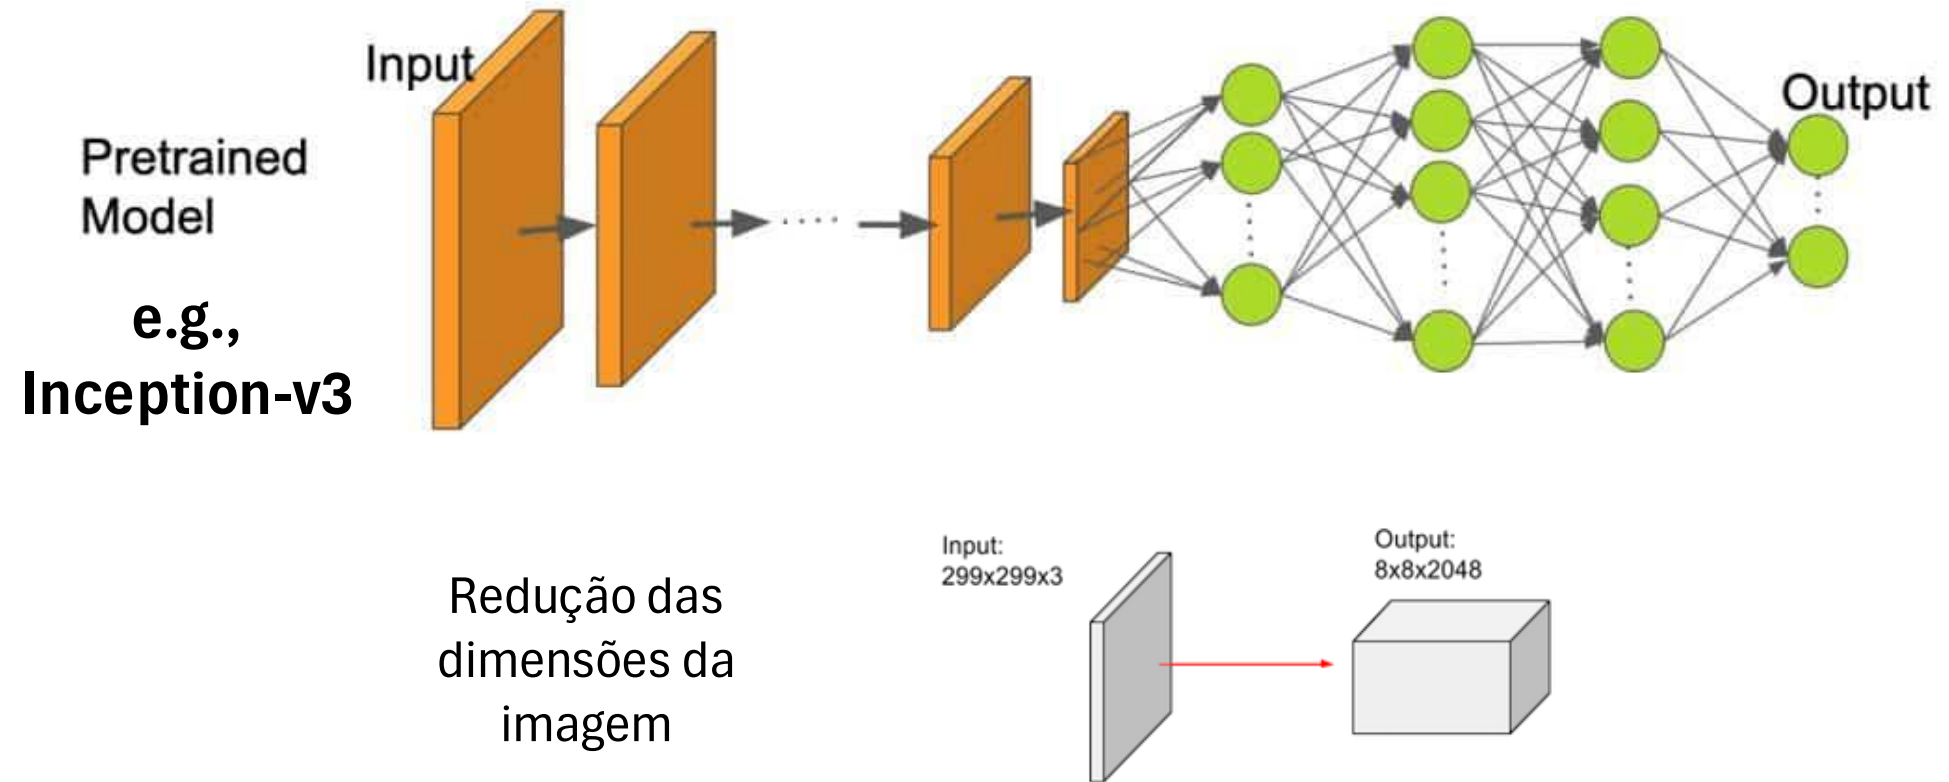 Input
Output
Pretrained
Model
e.g.,
Inception-v3
Redução das
dimensões da
imagem
Input:
299x299x3
Output:
8x8x2048